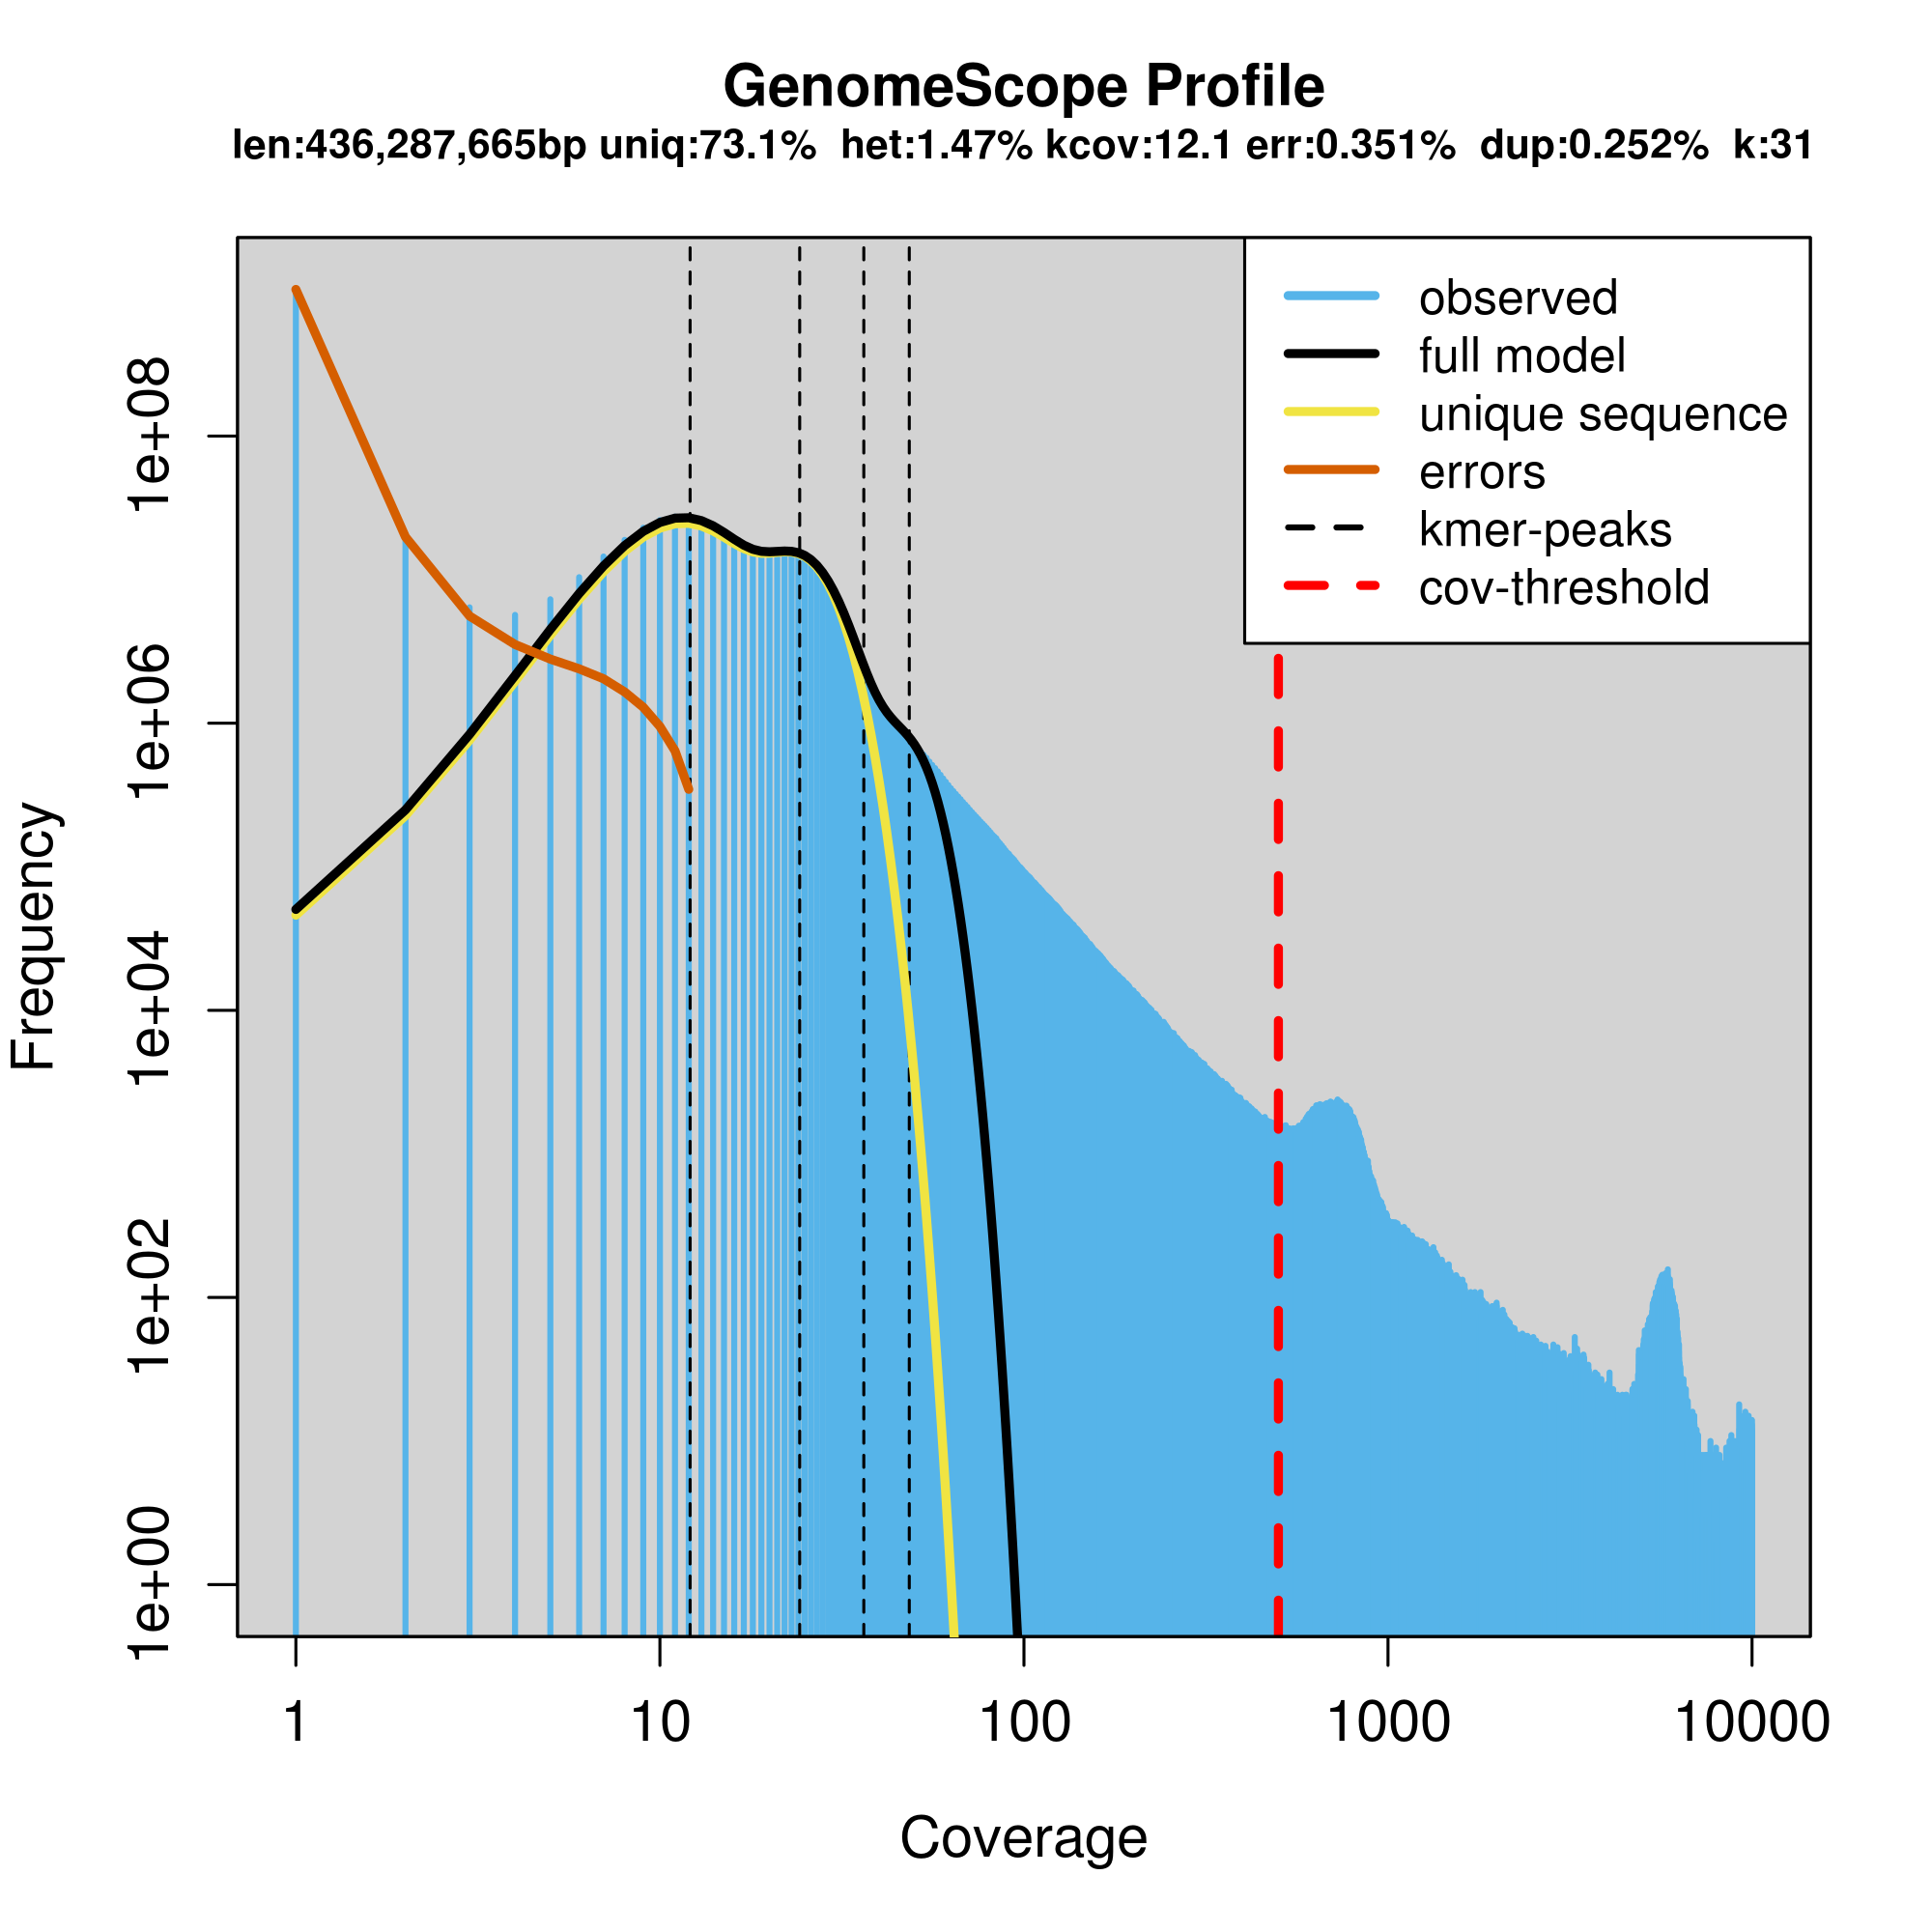 GenomeScope Profile
len:436,287,665bp uniq:73.1% het:1.47% kcov:12.1 err:0.351% dup:0.252% k:31
observed
full model
unique sequence
errors
kmer-peaks
cov-threshold
Frequency
1e+08
1e+06
1e+04
1e+02
1e+00
1 10 100 1000 10000
Coverage